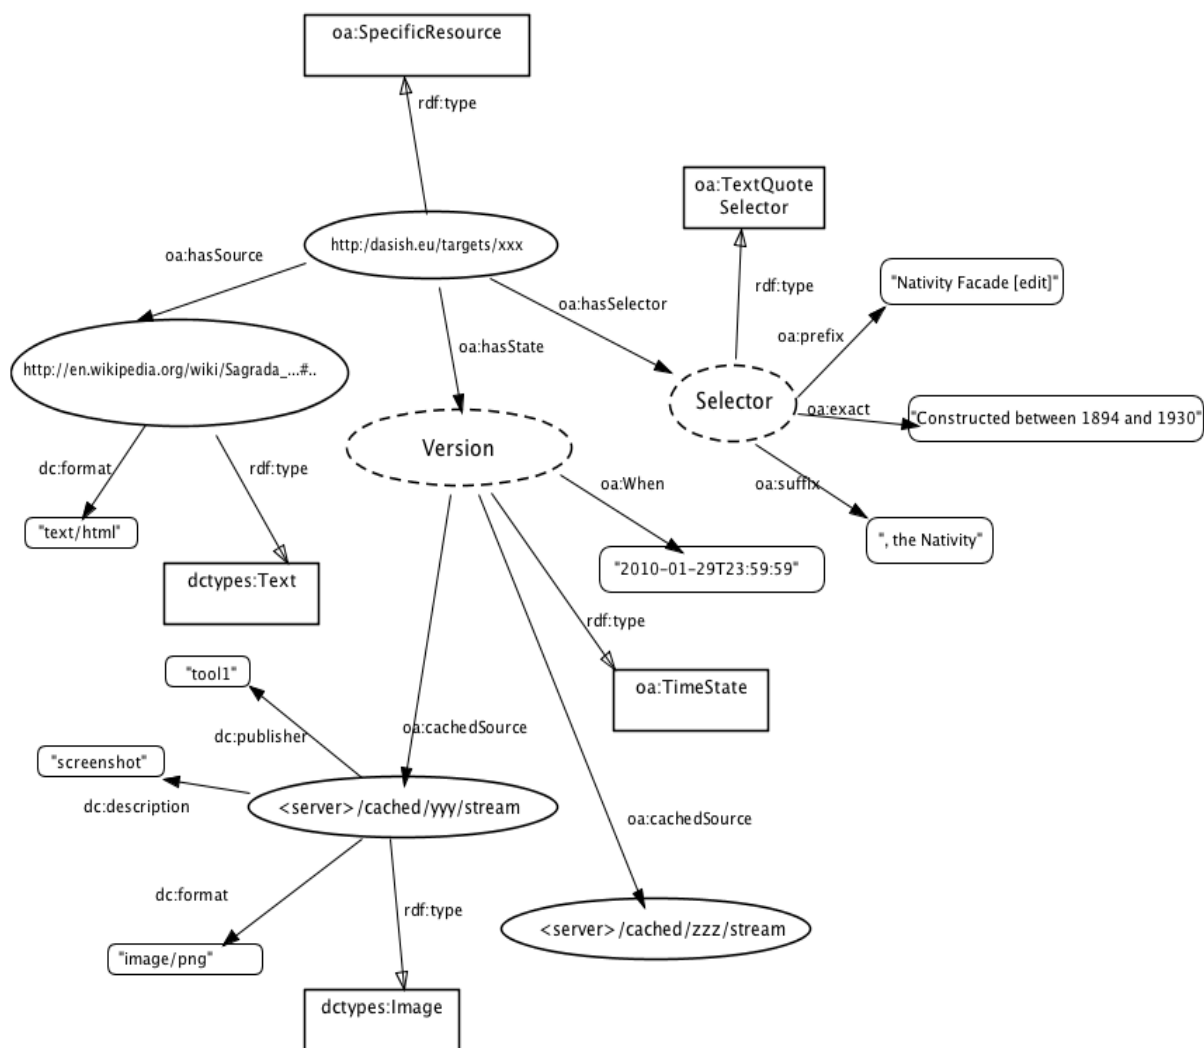 oa:SpecificResource
rdf:type
oa:TextQuote
Selector
http:/dasish.eu/targets/xxx
oa:hasSource
rdf:type
"Nativity Facade [edit]"
oa:hasSelector
oa:prefix
oa:hasState
http://en.wikipedia.org/wiki/Sagrada_...#..
Selector
oa:exact
"Constructed between 1894 and 1930"
Version
dc:format
rdf:type
oa:When
oa:suffix
"text/html"
", the Nativity"
"2010-01-29T23:59:59"
dctypes:Text
rdf:type
"tool1"
oa:TimeState
oa:cachedSource
dc:publisher
"screenshot"
dc:description
<server>/cached/yyy/stream
oa:cachedSource
dc:format
rdf:type
<server>/cached/zzz/stream
"image/png"
dctypes:Image